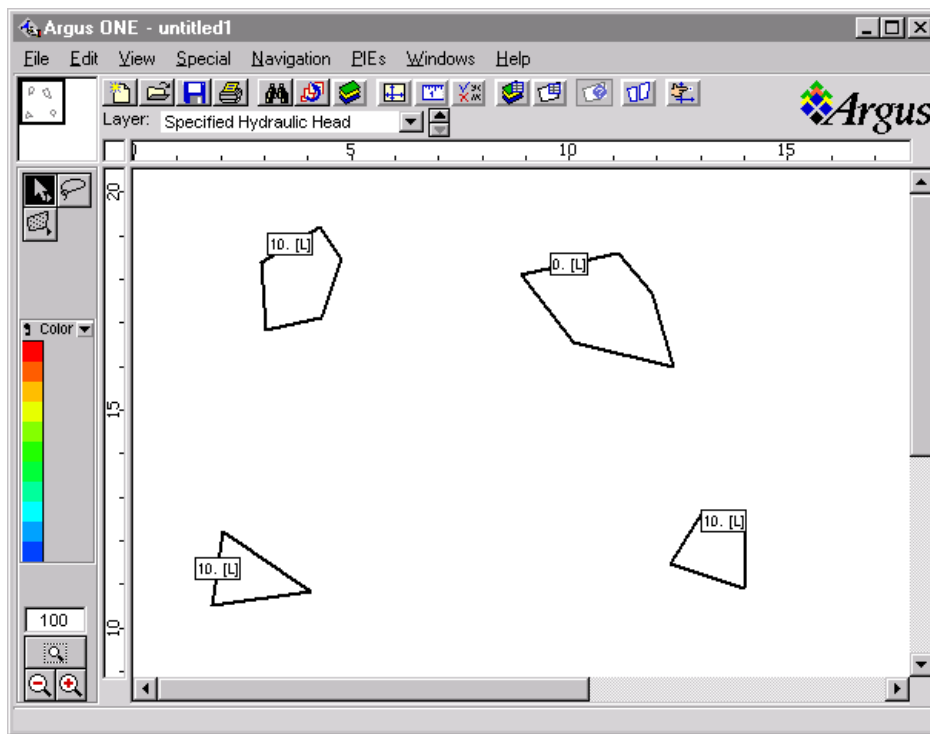 Argus ONE - untitled1
File Edit View Special Navigation PIEs Windows Help
Argus
Layer: Specified Hydraulic Head
0 5 10 15
20
10. [L]
0. [L]
Color
15
10. [L]
10. [L]
100
10